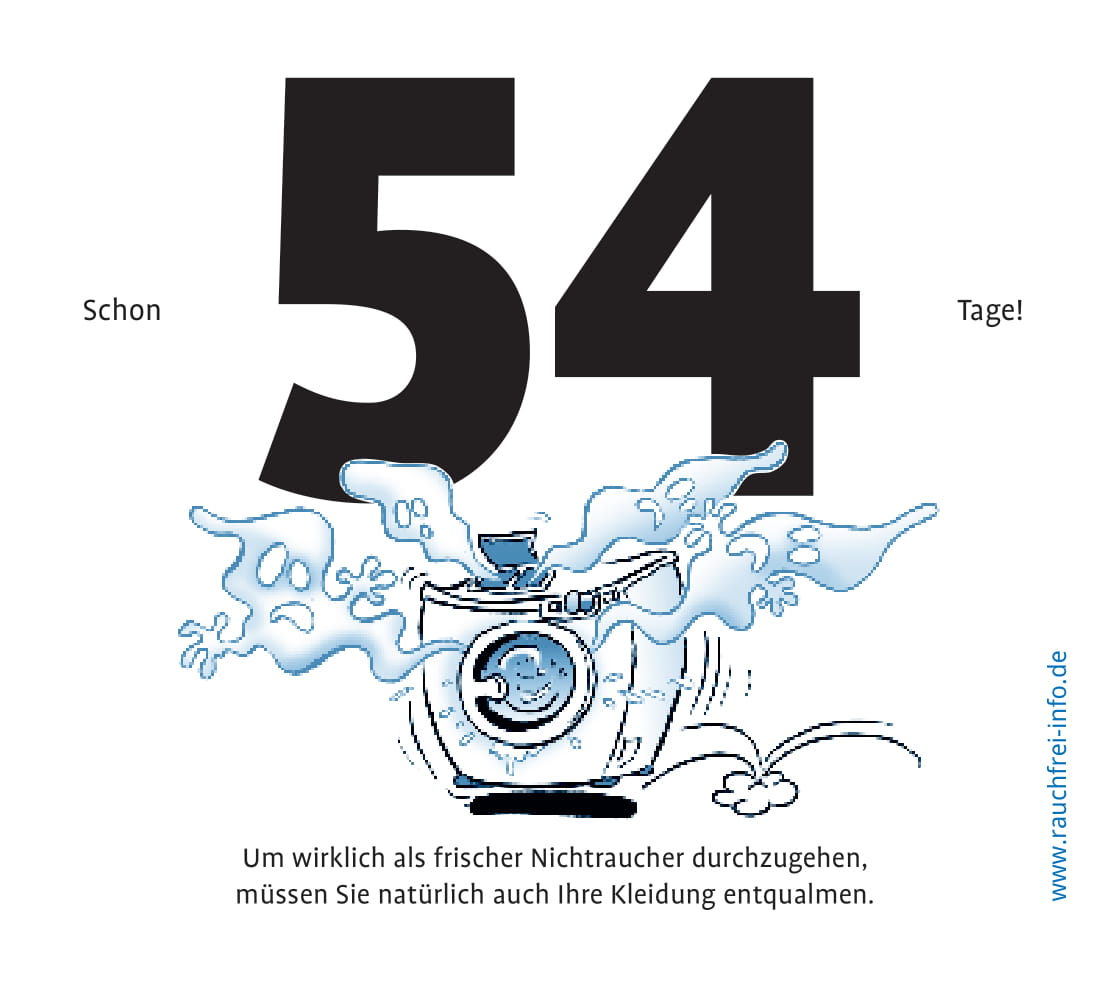 Schon
54
Tage!
Um wirklich als frischer Nichtraucher durchzugehen,
müssen Sie natürlich auch Ihre Kleidung entqualmen.
www.rauchfrei-info.de